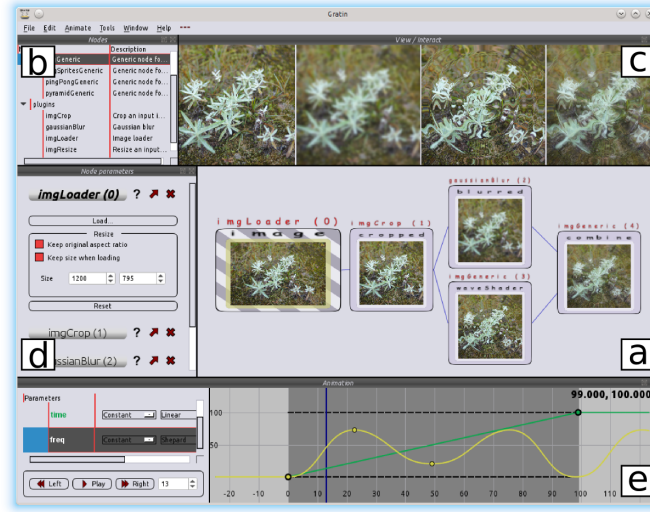 Gratin
File Edit Animate Tools Window Help
Nodes
View / Interact
Description
Generic Generic node fo...
SpritesGeneric Generic node fo...
pingPongGeneric Generic node fo...
pyramidGeneric Generic node fo...
plugins
imgCrop Crop an input i...
gaussianBlur Gaussian blur
imgLoader Image loader
imgResize Resize an input...
b
c
Node parameters
imgLoader (0) ?
Load...
Resize
Keep original aspect ratio
Keep size when loading
Size 1200 795
Reset
imgCrop (1) ?
ussianBlur (2) ?
d
imgLoader (0)
image
imgCrop (1)
cropped
gaussianBlur (2)
blurred
imgGeneric (3)
waveShader
imgGeneric (4)
combine
a
Animation
Parameters
time Constant Linear
freq Constant Shepard
Left Play Right 13
99.000, 100.000
100
50
-20 -10 0 10 20 30 40 50 60 70 80 90 100 110
e